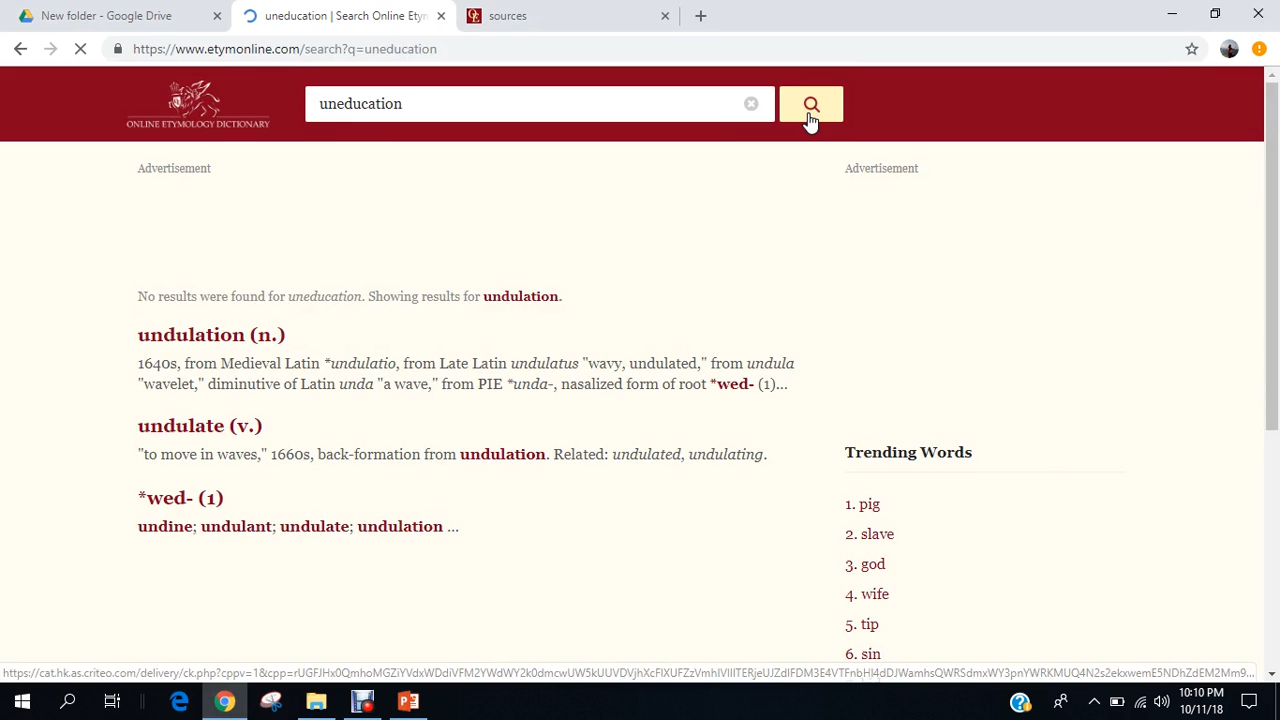 New folder - Google Drive
uneducation | Search Online Etym
sources
https://www.etymonline.com/search?q=uneducation
ONLINE ETYMOLOGY DICTIONARY
uneducation
Advertisement
Advertisement
No results were found for uneducation. Showing results for undulation.
undulation (n.)
1640s, from Medieval Latin *undulatio, from Late Latin undulatus "wavy, undulated," from undula
"wavelet," diminutive of Latin unda "a wave," from PIE *unda-, nasalized form of root *wed- (1)...
undulate (v.)
"to move in waves," 1660s, back-formation from undulation. Related: undulated, undulating.
*wed- (1)
undine; undulant; undulate; undulation ...
Trending Words
1. pig
2. slave
3. god
4. wife
5. tip
6. sin
10:10 PM
10/11/18